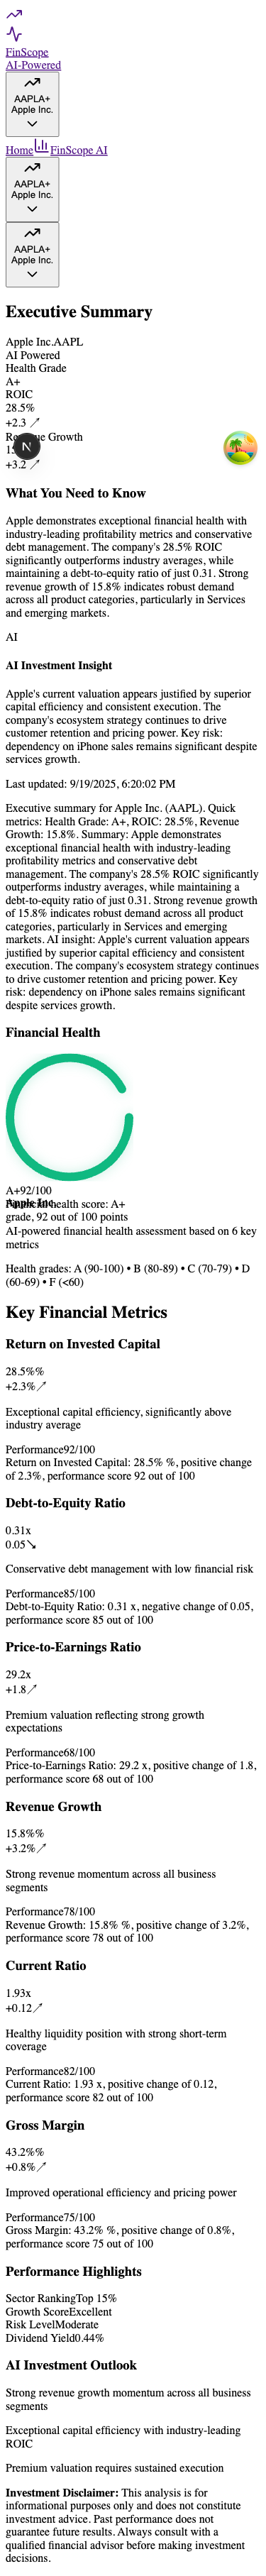 FinScope
AI-Powered
AAPLA+
Apple Inc.
Home FinScope AI
AAPLA+
Apple Inc.
AAPLA+
Apple Inc.
Executive Summary
Apple Inc.AAPL
AI Powered
Health Grade
A+
ROIC
28.5%
+2.3 ↗
Growth
N
+3.2 ↗
What You Need to Know
Apple demonstrates exceptional financial health with
industry-leading profitability metrics and conservative
debt management. The company's 28.5% ROIC
significantly outperforms industry averages, while
maintaining a debt-to-equity ratio of just 0.31. Strong
revenue growth of 15.8% indicates robust demand
across all product categories, particularly in Services
and emerging markets.
AI
AI Investment Insight
Apple's current valuation appears justified by superior
capital efficiency and consistent execution. The
company's ecosystem strategy continues to drive
customer retention and pricing power. Key risk:
dependency on iPhone sales remains significant despite
services growth.
Last updated: 9/19/2025, 6:20:02 PM
Executive summary for Apple Inc. (AAPL). Quick
metrics: Health Grade: A+, ROIC: 28.5%, Revenue
Growth: 15.8%. Summary: Apple demonstrates
exceptional financial health with industry-leading
profitability metrics and conservative debt
management. The company's 28.5% ROIC significantly
outperforms industry averages, while maintaining a
debt-to-equity ratio of just 0.31. Strong revenue growth
of 15.8% indicates robust demand across all product
categories, particularly in Services and emerging
markets. AI insight: Apple's current valuation appears
justified by superior capital efficiency and consistent
execution. The company's ecosystem strategy continues
to drive customer retention and pricing power. Key
risk: dependency on iPhone sales remains significant
despite services growth.
Financial Health
A+92/100
Apple Inc.
Financial health score: A+
grade, 92 out of 100 points
AI-powered financial health assessment based on 6 key
metrics
Health grades: A (90-100) • B (80-89) • C (70-79) • D
(60-69) • F (<60)
Key Financial Metrics
Return on Invested Capital
28.5%%
+2.3%↗
Exceptional capital efficiency, significantly above
industry average
Performance92/100
Return on Invested Capital: 28.5% %, positive change
of 2.3%, performance score 92 out of 100
Debt-to-Equity Ratio
0.31x
0.05↘
Conservative debt management with low financial risk
Performance85/100
Debt-to-Equity Ratio: 0.31 x, negative change of 0.05,
performance score 85 out of 100
Price-to-Earnings Ratio
29.2x
+1.8↗
Premium valuation reflecting strong growth
expectations
Performance68/100
Price-to-Earnings Ratio: 29.2 x, positive change of 1.8,
performance score 68 out of 100
Revenue Growth
15.8%%
+3.2%↗
Strong revenue momentum across all business
segments
Performance78/100
Revenue Growth: 15.8% %, positive change of 3.2%,
performance score 78 out of 100
Current Ratio
1.93x
+0.12↗
Healthy liquidity position with strong short-term
coverage
Performance82/100
Current Ratio: 1.93 x, positive change of 0.12,
performance score 82 out of 100
Gross Margin
43.2%%
+0.8%↗
Improved operational efficiency and pricing power
Performance75/100
Gross Margin: 43.2% %, positive change of 0.8%,
performance score 75 out of 100
Performance Highlights
Sector RankingTop 15%
Growth ScoreExcellent
Risk LevelModerate
Dividend Yield0.44%
AI Investment Outlook
Strong revenue growth momentum across all business
segments
Exceptional capital efficiency with industry-leading
ROIC
Premium valuation requires sustained execution
Investment Disclaimer: This analysis is for
informational purposes only and does not constitute
investment advice. Past performance does not
guarantee future results. Always consult with a
qualified financial advisor before making investment
decisions.